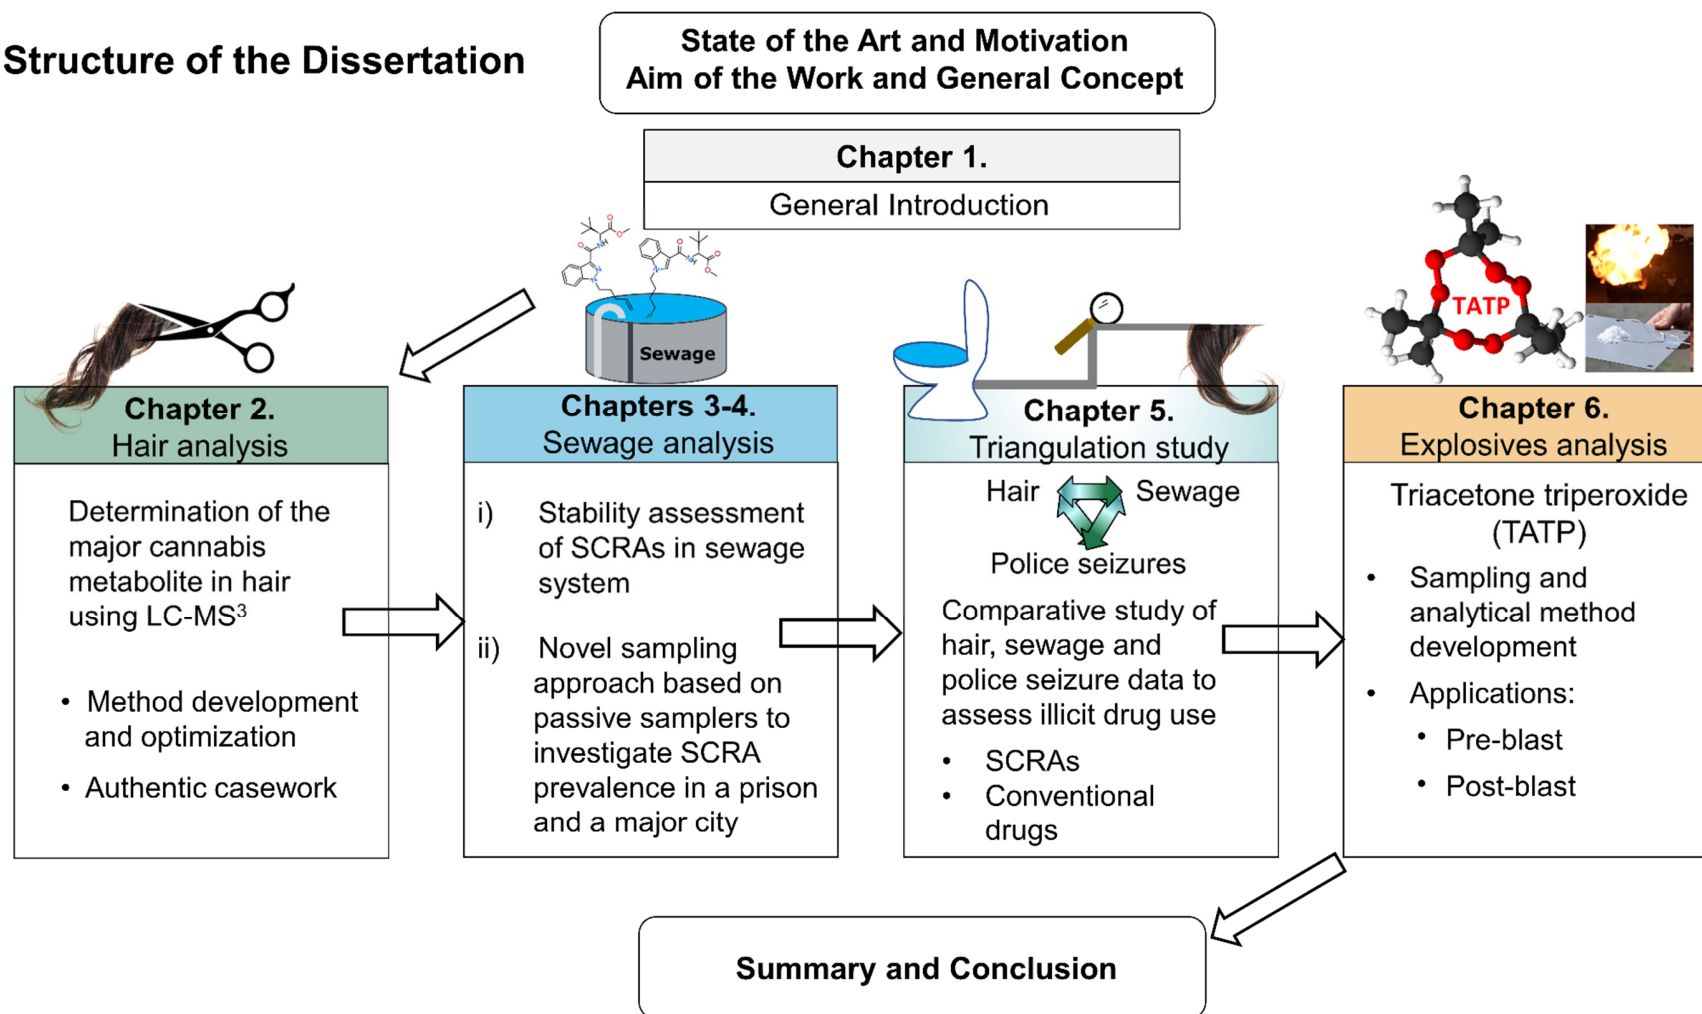 Structure of the Dissertation
State of the Art and Motivation
Aim of the Work and General Concept
Chapter 1.
General Introduction
Sewage
TATP
Chapter 2.
Hair analysis
Determination of the
major cannabis
metabolite in hair
using LC-MS³
• Method development
and optimization
• Authentic casework
Chapters 3-4.
Sewage analysis
i) Stability assessment
of SCRAs in sewage
system
ii) Novel sampling
approach based on
passive samplers to
investigate SCRA
prevalence in a prison
and a major city
Chapter 5.
Triangulation study
Hair Sewage
Police seizures
Comparative study of
hair, sewage and
police seizure data to
assess illicit drug use
• SCRAs
• Conventional
drugs
Chapter 6.
Explosives analysis
Triacetone triperoxide
(TATP)
• Sampling and
analytical method
development
• Applications:
• Pre-blast
• Post-blast
Summary and Conclusion